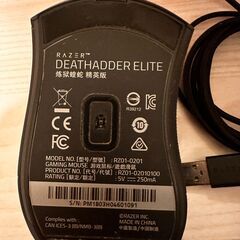 RAZER™
DEATHADDER ELITE
炼狱蝰蛇 精英版
R39212
10
MODEL NO./型号/型號: RZ01-0201
GAMING MOUSE 游戏鼠标/遊戲滑鼠
PRODUCT NO./代号/代號: RZ01-02010100
RATING/额定/額定: 5V ⎓ 250mA
S/N: PM1803H04601091
COMPLIES WITH
CAN ICES-3(B)/NMB-3(B)
©RAZER INC.
MADE IN CHINA